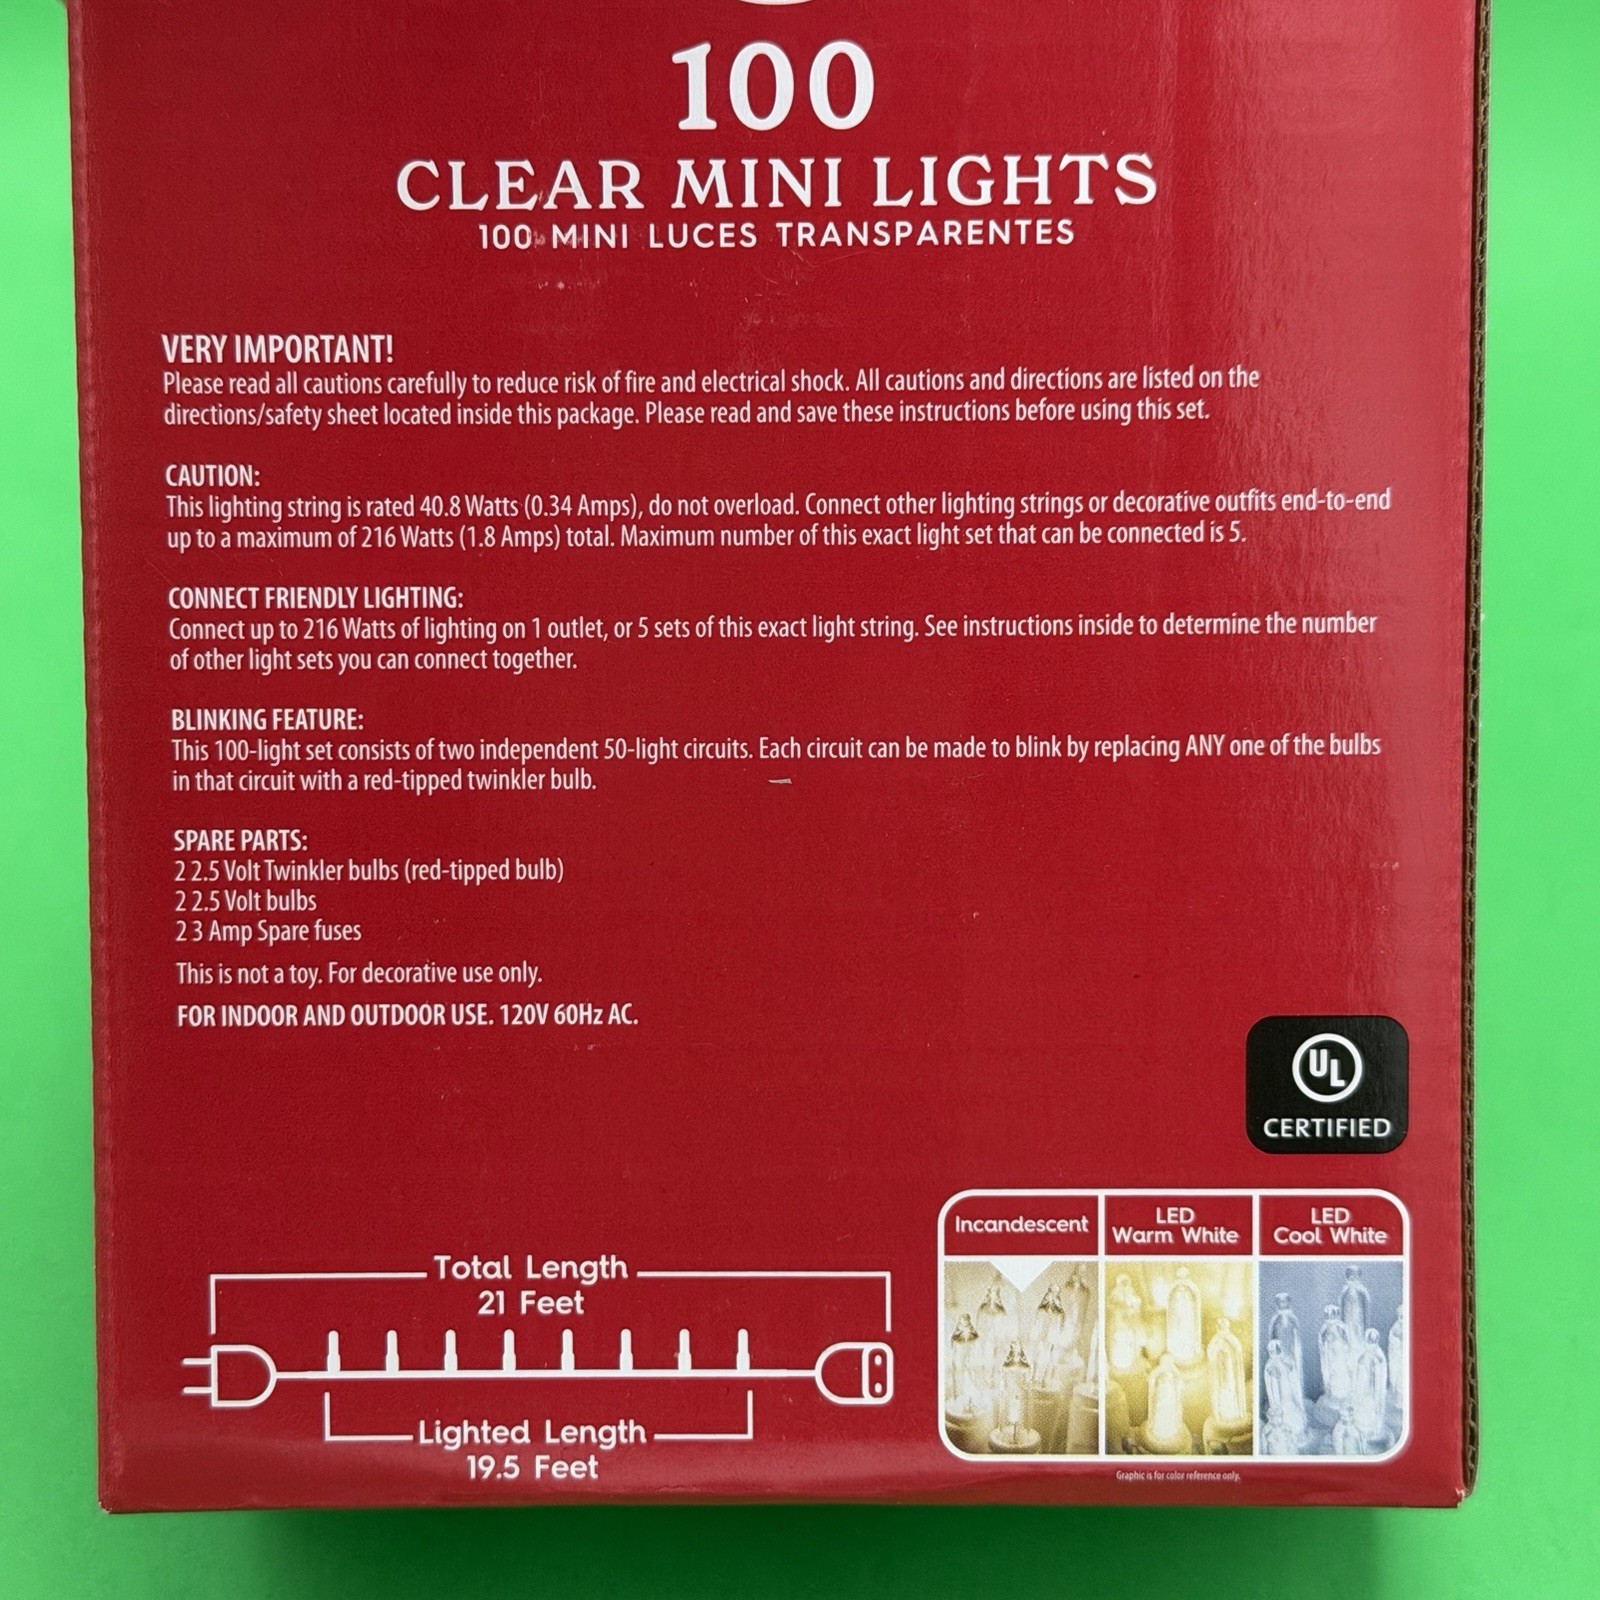 100
CLEAR MINI LIGHTS
100 MINI LUCES TRANSPARENTES
VERY IMPORTANT!
Please read all cautions carefully to reduce risk of fire and electrical shock. All cautions and directions are listed on the
directions/safety sheet located inside this package. Please read and save these instructions before using this set.
CAUTION:
This lighting string is rated 40.8 Watts (0.34 Amps), do not overload. Connect other lighting strings or decorative outfits end-to-end
up to a maximum of 216 Watts (1.8 Amps) total. Maximum number of this exact light set that can be connected is 5.
CONNECT FRIENDLY LIGHTING:
Connect up to 216 Watts of lighting on 1 outlet, or 5 sets of this exact light string. See instructions inside to determine the number
of other light sets you can connect together.
BLINKING FEATURE:
This 100-light set consists of two independent 50-light circuits. Each circuit can be made to blink by replacing ANY one of the bulbs
in that circuit with a red-tipped twinkler bulb.
SPARE PARTS:
2 2.5 Volt Twinkler bulbs (red-tipped bulb)
2 2.5 Volt bulbs
2 3 Amp Spare fuses
This is not a toy. For decorative use only.
FOR INDOOR AND OUTDOOR USE. 120V 60Hz AC.
UL
CERTIFIED
Incandescent
LED
Warm White
LED
Cool White
Graphic is for color reference only.
Total Length
21 Feet
Lighted Length
19.5 Feet